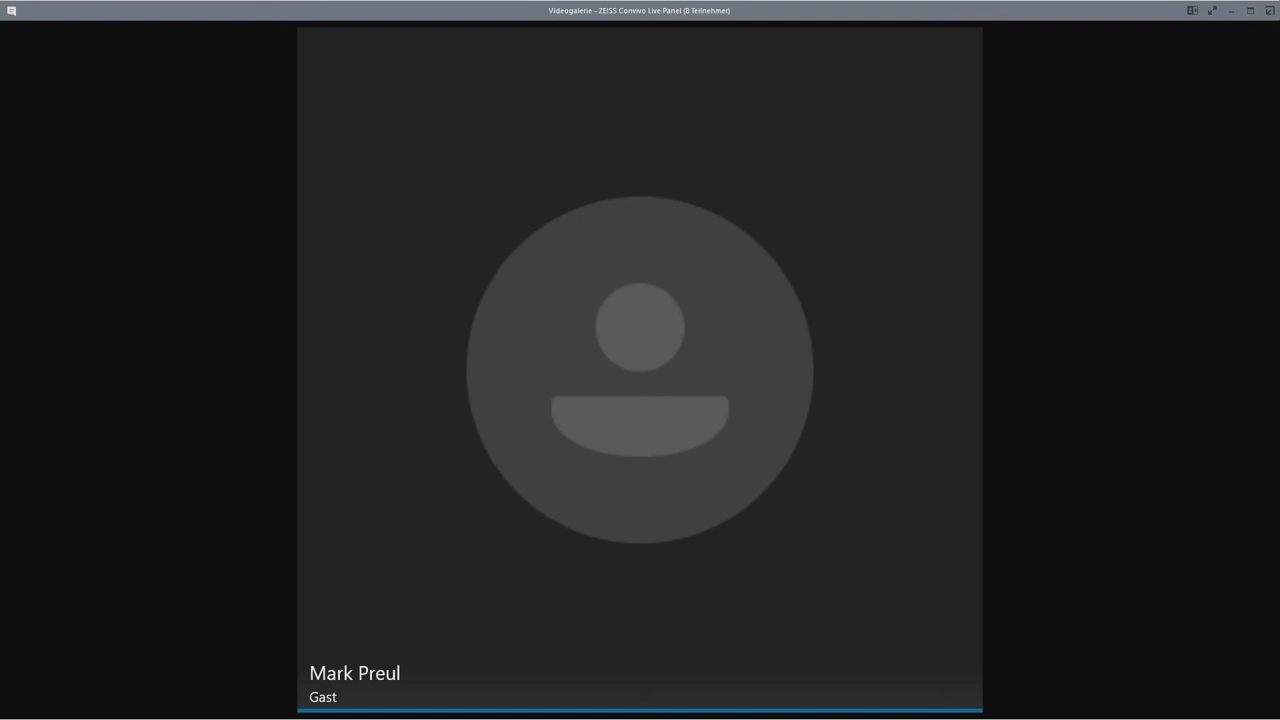 Videogalerie - ZEISS Convivo Live Panel (8 Teilnehmer)
Mark Preul
Gast